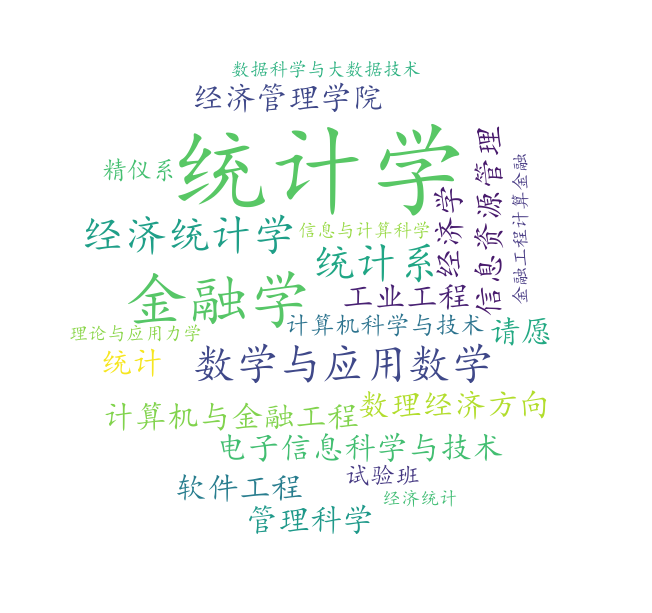 数据科学与大数据技术
经济管理学院
统计学
精仪系
经济统计学
信息与计算科学
统计系
经济学
信息资源管理
金融工程计算金融
金融学
工业工程
理论与应用力学
计算机科学与技术
请愿
统计
数学与应用数学
计算机与金融工程
数理经济方向
电子信息科学与技术
软件工程
试验班
经济统计
管理科学